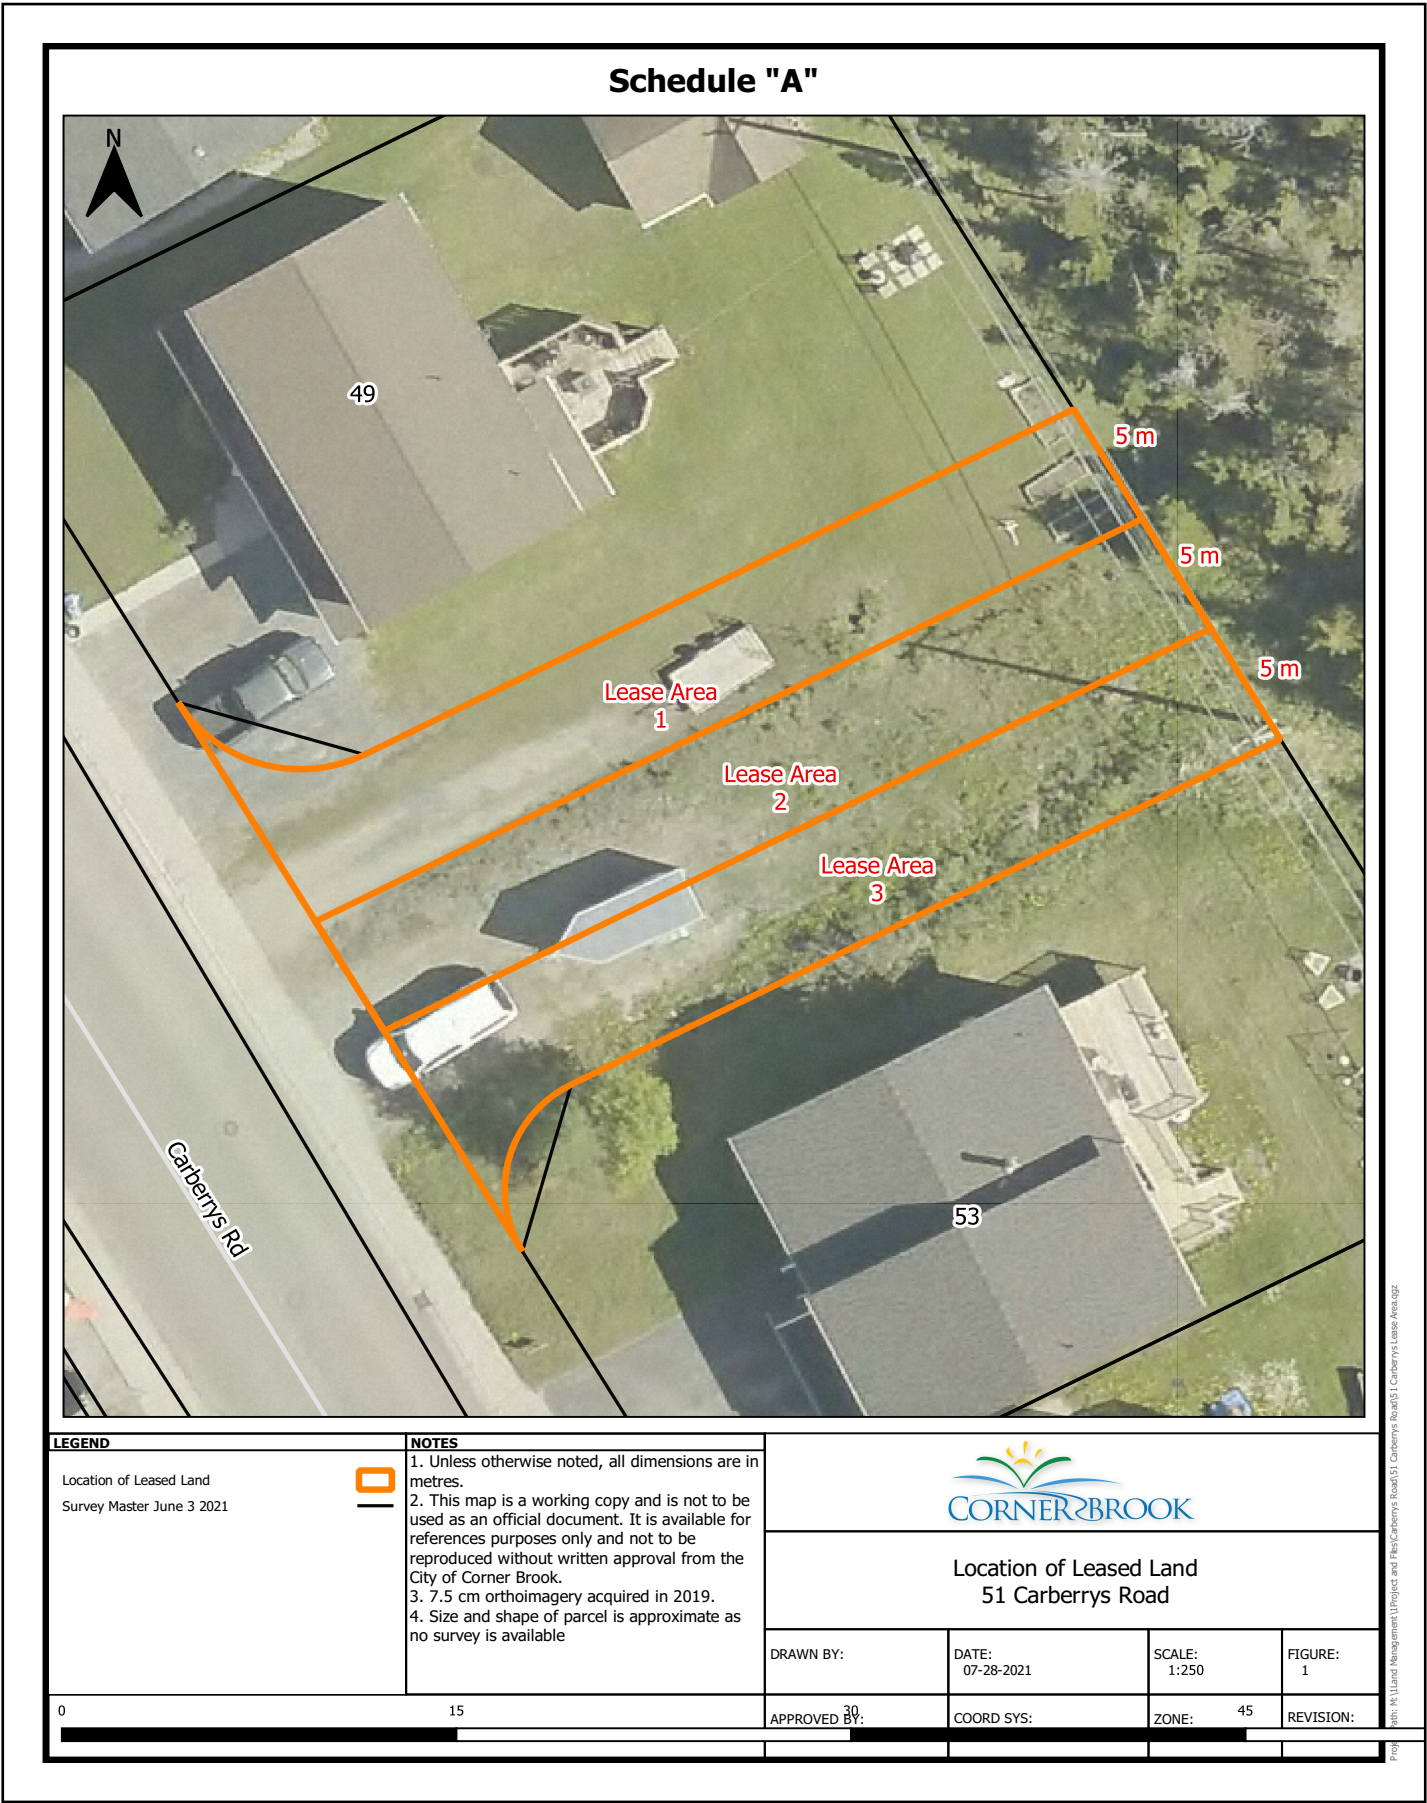 Schedule "A"
N
49
5 m
5 m
5 m
Lease Area
1
Lease Area
2
Lease Area
3
Carberrys Rd
53
LEGEND
Location of Leased Land
Survey Master June 3 2021
NOTES
1. Unless otherwise noted, all dimensions are in
metres.
2. This map is a working copy and is not to be
used as an official document. It is available for
references purposes only and not to be
reproduced without written approval from the
City of Corner Brook.
3. 7.5 cm orthoimagery acquired in 2019.
4. Size and shape of parcel is approximate as
no survey is available
CORNER BROOK
Location of Leased Land
51 Carberrys Road
DRAWN BY:
DATE:
07-28-2021
SCALE:
1:250
FIGURE:
1
APPROVED BY:
COORD SYS:
ZONE:
REVISION:
0 15 30 45